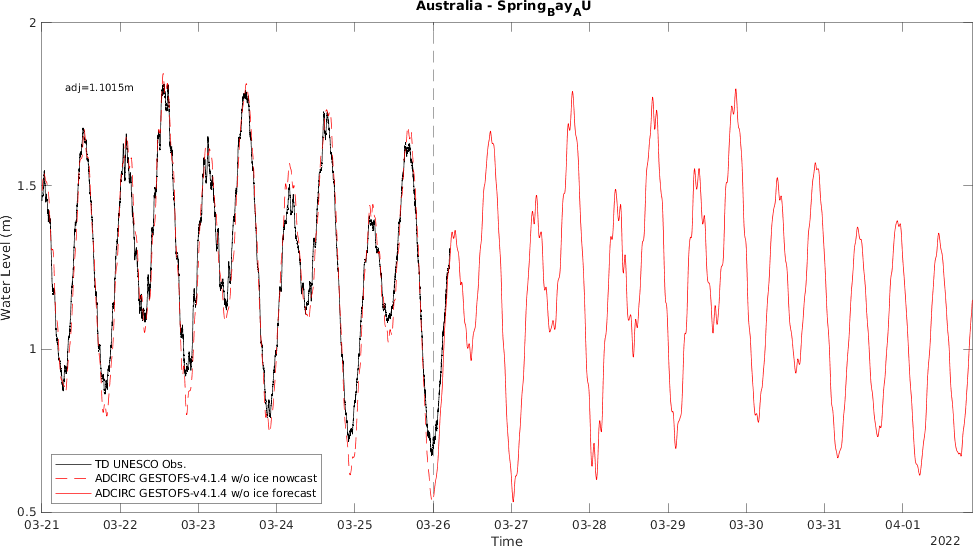 Australia - SpringBayAU
2
adj=1.1015m
1.5
Water Level (m)
1
TD UNESCO Obs.
ADCIRC GESTOFS-v4.1.4 w/o ice nowcast
ADCIRC GESTOFS-v4.1.4 w/o ice forecast
0.5
03-21 03-22 03-23 03-24 03-25 03-26 03-27 03-28 03-29 03-30 03-31 04-01
Time
2022